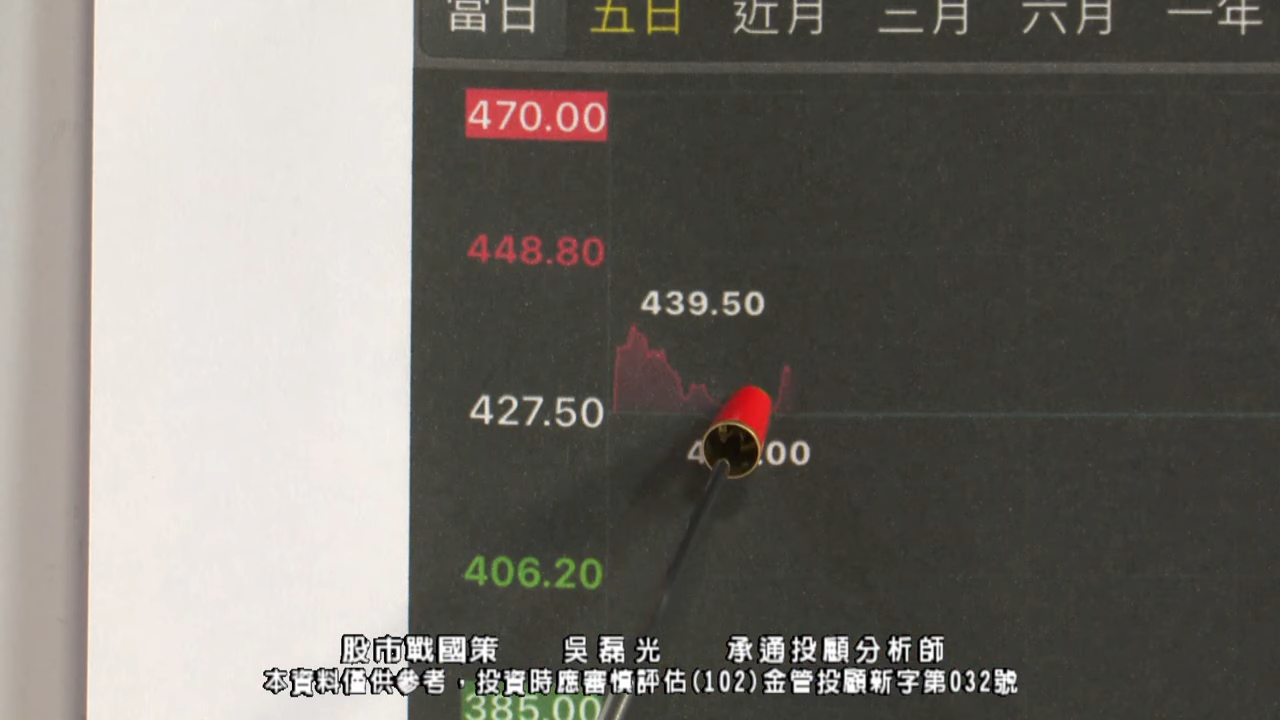 當日 五日 近月 三月 六月 一年
470.00
448.80
439.50
427.50
406.20
股市戰國策 吳磊光 承通投顧分析師
本資料僅供參考，投資時應審慎評估(102)金管投顧新字第032號
385.00